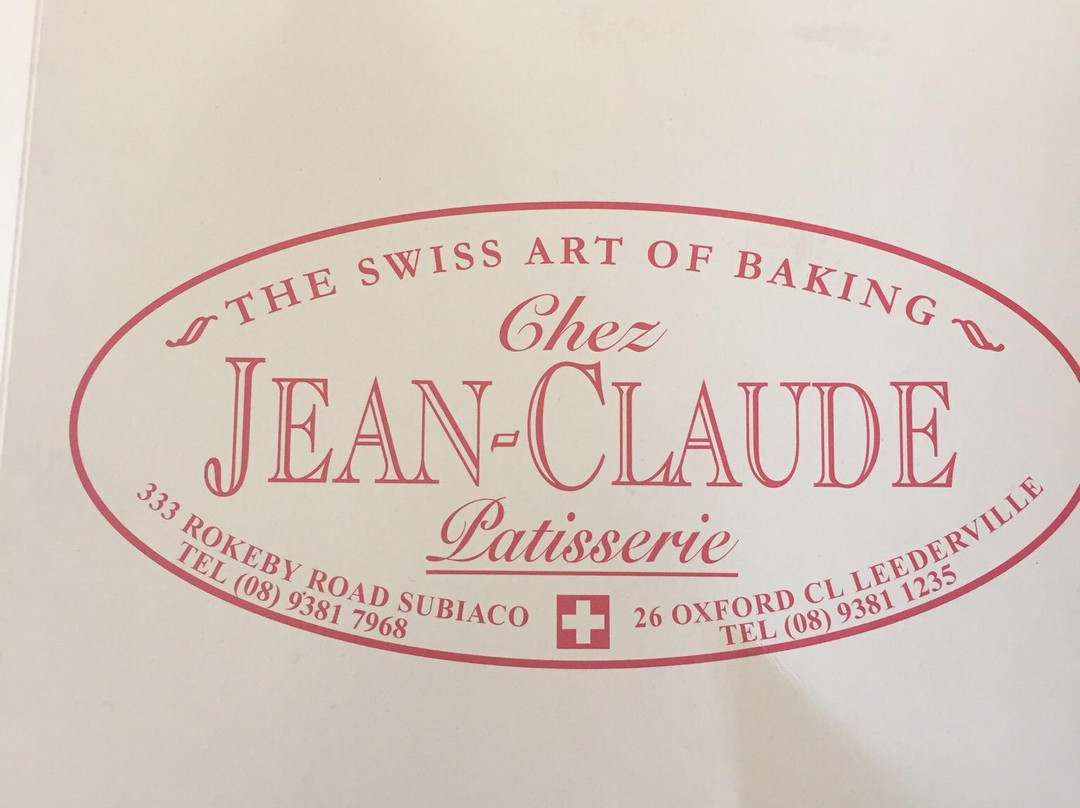 THE SWISS ART OF BAKING
Chez
JEAN-CLAUDE
Patisserie
333 ROKEBY ROAD SUBIACO
TEL (08) 9381 7968
26 OXFORD CL LEEDERVILLE
TEL (08) 9381 1235